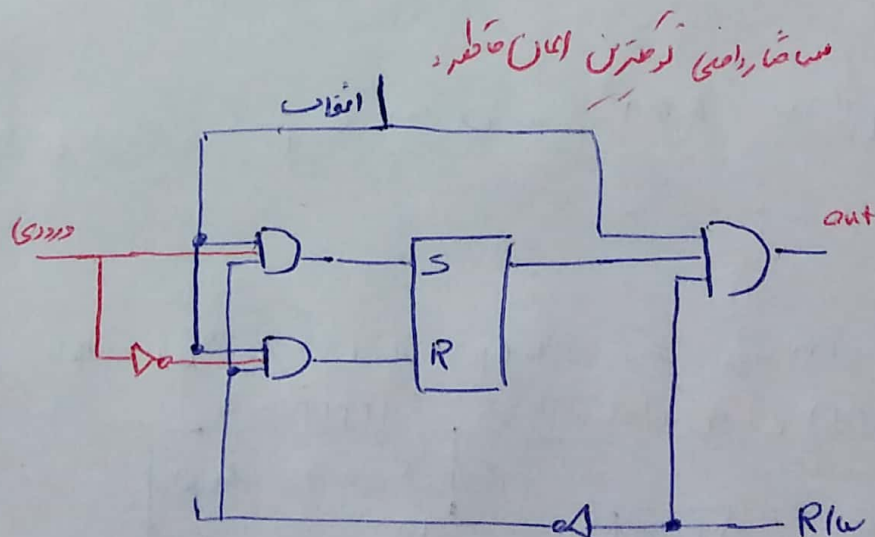 ساختار داخلی کوچکترین المان حافظه:
انتخاب
ورودی
out
S
R
R/w